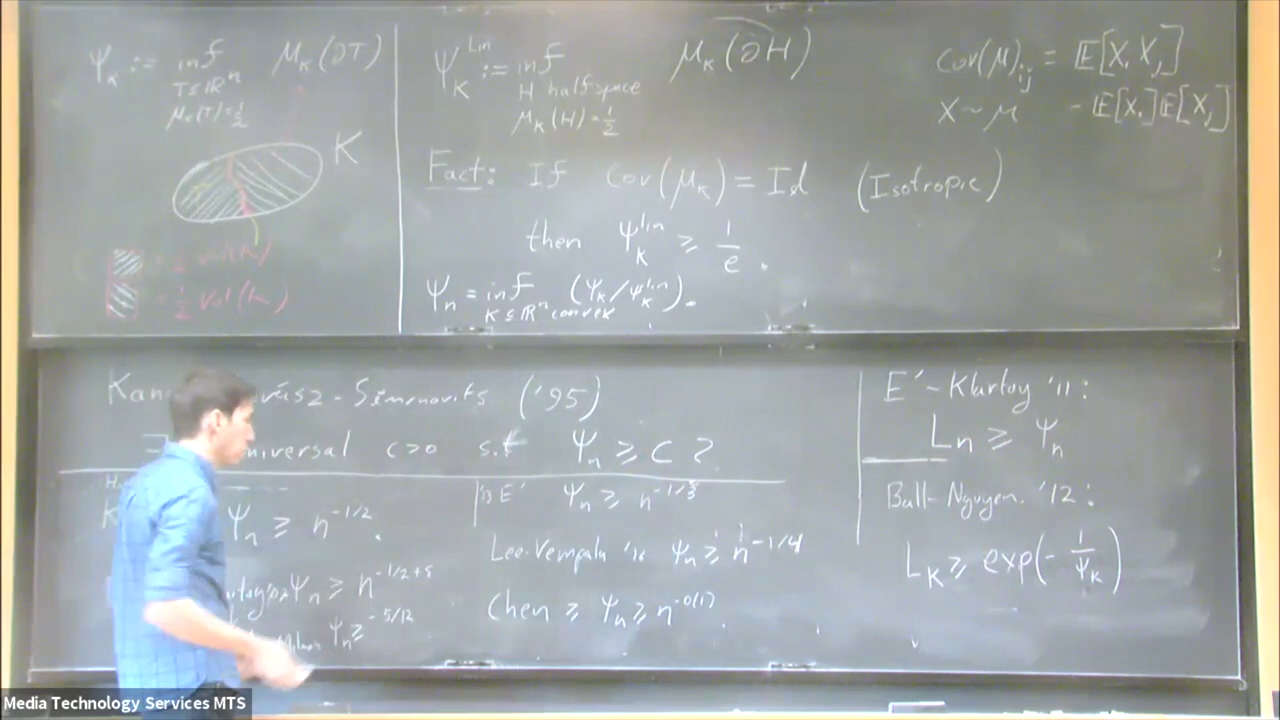 Ψ_K := inf μ_K(∂T)
T⊆ℝⁿ
μ_K(T)=1/2
K
= 1/2 vol(K)
= 1/2 vol(K)
Ψ_K^Lin := inf μ_K(∂H)
H halfspace
μ_K(H)=1/2
Fact: If Cov(μ_K) = Id (Isotropic)
then Ψ_K^lin ≥ 1/e.
Ψ_n = inf (Ψ_K/Ψ_K^lin).
K⊆ℝⁿ convex
Cov(μ)_ij = 𝔼[X_i X_j]
X~μ - 𝔼[X_i]𝔼[X_j]
Simonovits ('95)
universal c>0 s.t Ψ_n ≥ c ?
Ψ_n ≥ n^{-1/2}.
Ψ_n ≥ n^{-1/2+ε}
Ψ_n ≥ ^{-5/12}
'13 E' Ψ_n ≥ n^{-1/3}
Lee-Vempala Ψ_n ≥ n^{-1/4}
Chen ≥ Ψ_n ≥ n^{-o(1)}
E'~Klartag '11:
L_n ≥ Ψ_n
Ball-Nguyen. '12:
L_K ≥ exp(-1/Ψ_K)
Media Technology Services MTS